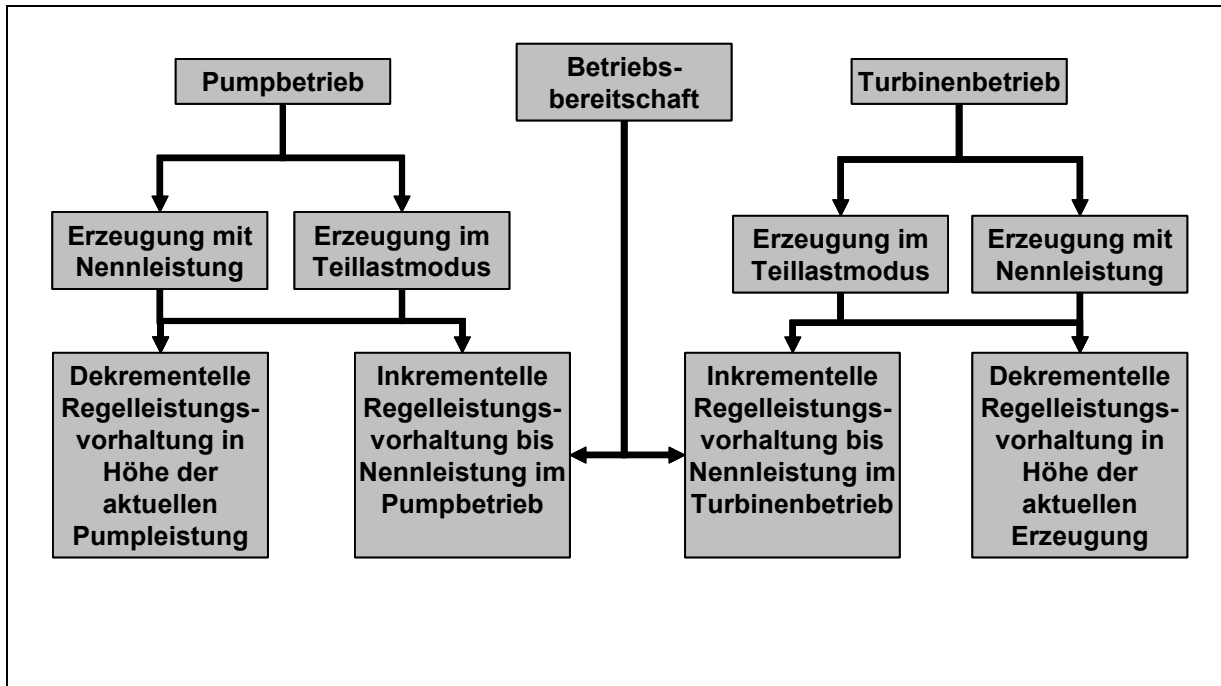 Pumpbetrieb
Betriebs-
bereitschaft
Turbinenbetrieb
Erzeugung mit
Nennleistung
Erzeugung im
Teillastmodus
Erzeugung im
Teillastmodus
Erzeugung mit
Nennleistung
Dekrementelle
Regelleistungs-
vorhaltung in
Höhe der
aktuellen
Pumpleistung
Inkrementelle
Regelleistungs-
vorhaltung bis
Nennleistung im
Pumpbetrieb
Inkrementelle
Regelleistungs-
vorhaltung bis
Nennleistung im
Turbinenbetrieb
Dekrementelle
Regelleistungs-
vorhaltung in
Höhe der
aktuellen
Erzeugung